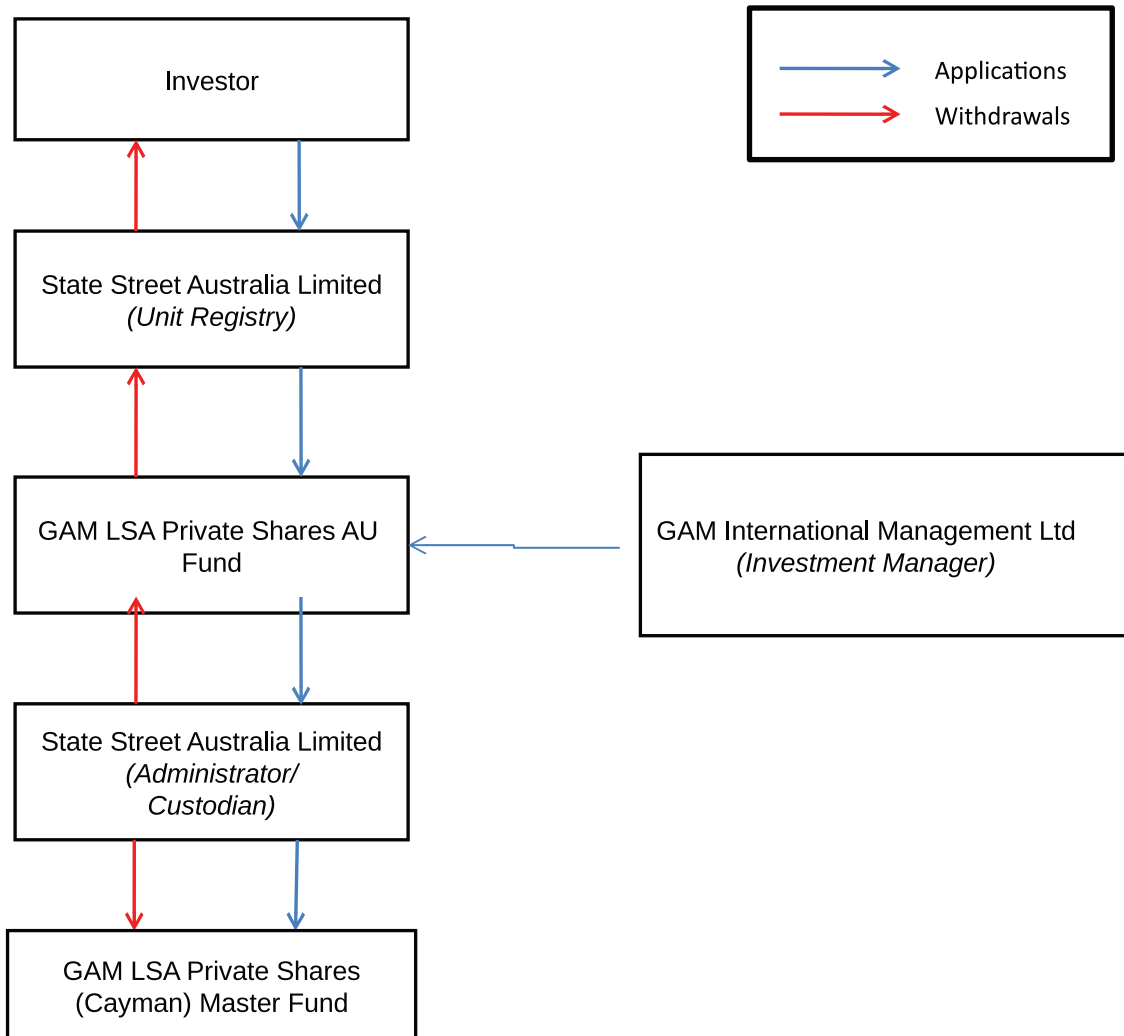 Investor
Applications
Withdrawals
State Street Australia Limited
(Unit Registry)
GAM LSA Private Shares AU
Fund
GAM International Management Ltd
(Investment Manager)
State Street Australia Limited
(Administrator/
Custodian)
GAM LSA Private Shares
(Cayman) Master Fund